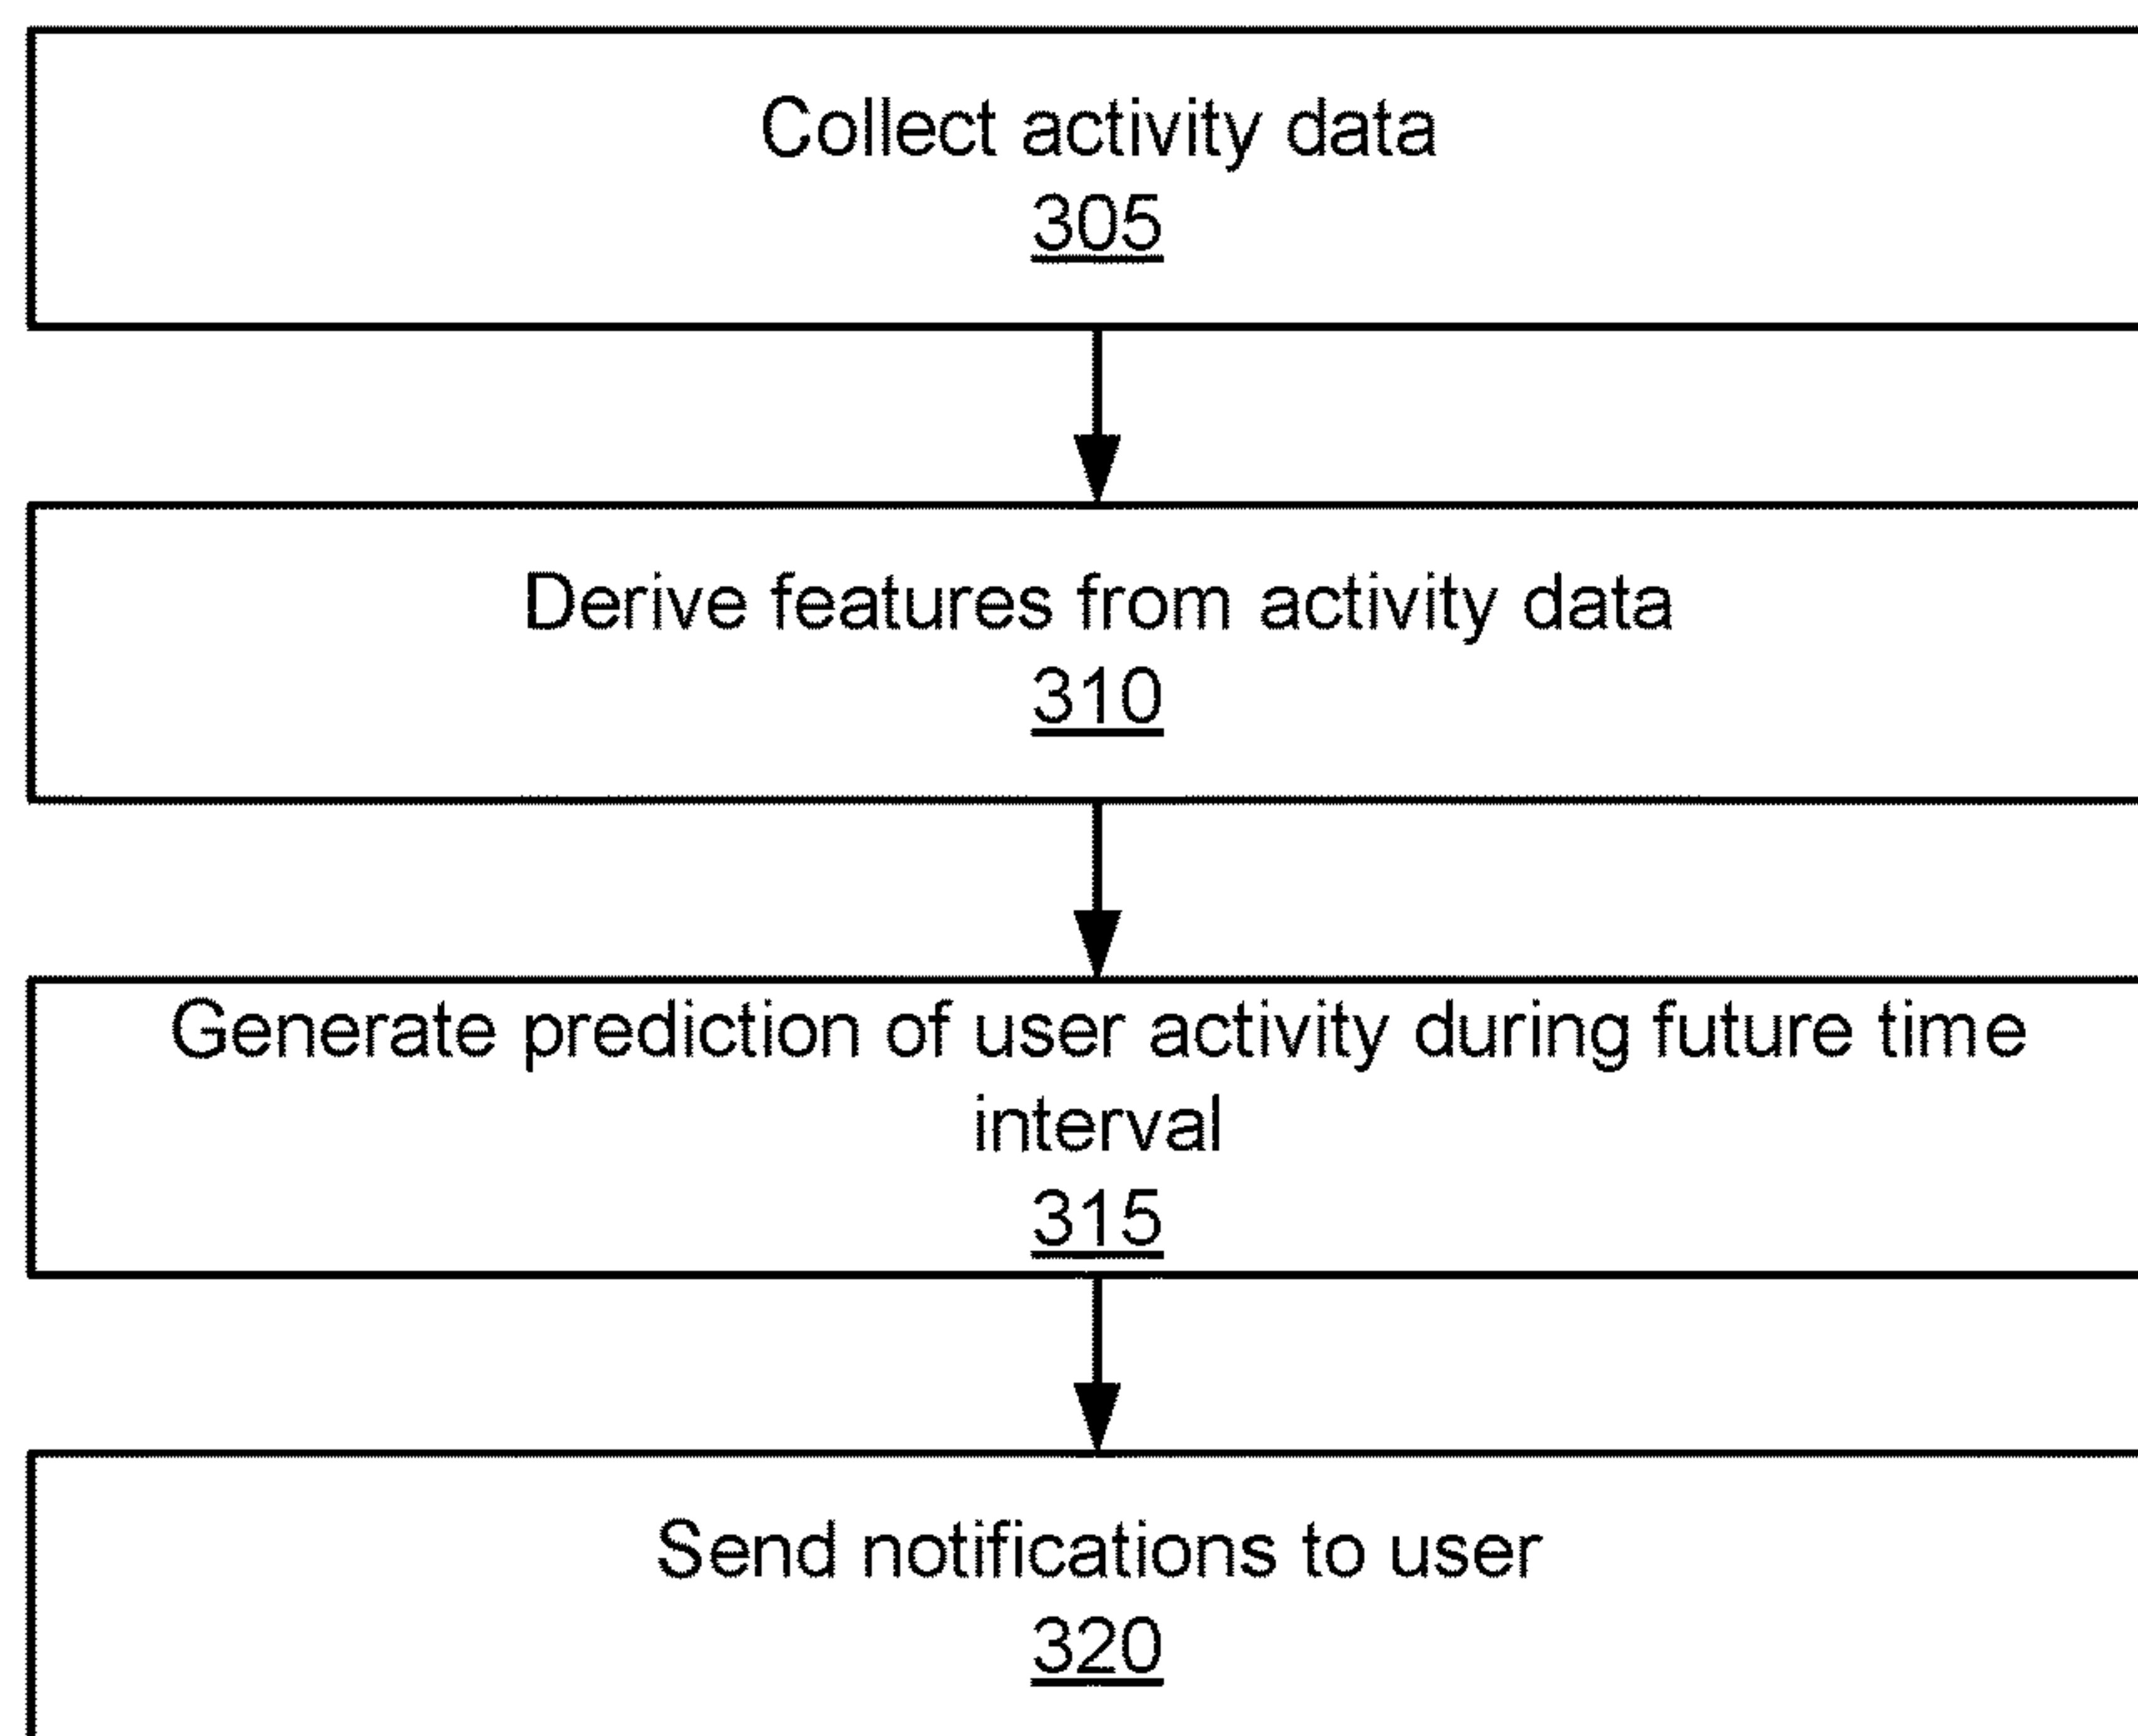 Collect activity data
305
Derive features from activity data
310
Generate prediction of user activity during future time
interval
315
Send notifications to user
320